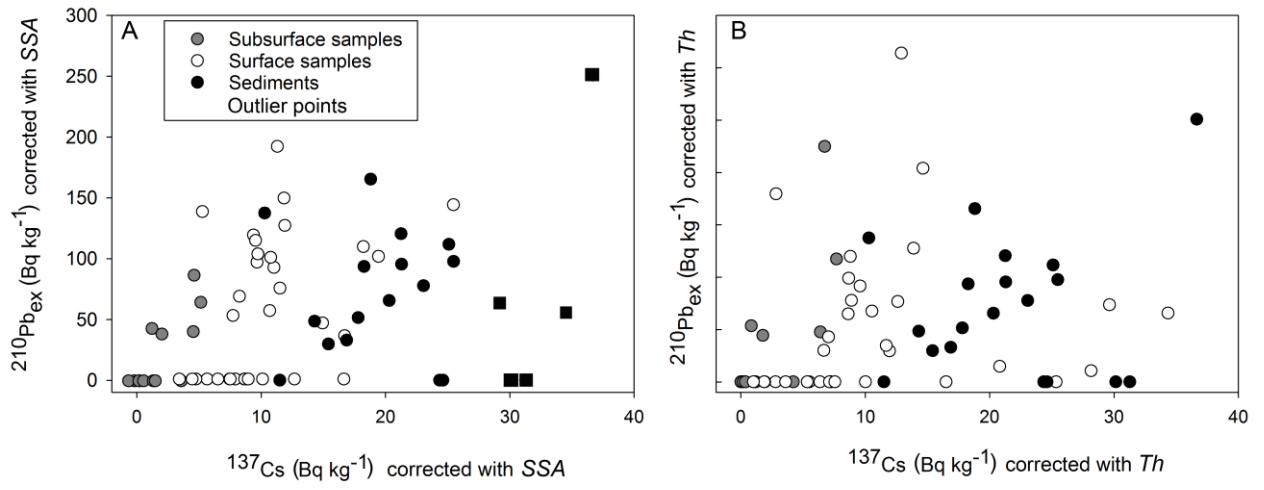 A
Subsurface samples
Surface samples
Sediments
Outlier points
300
250
200
150
100
50
0
0 10 20 30 40
210Pbex (Bq kg-1) corrected with SSA
137Cs (Bq kg-1) corrected with SSA
B
210Pbex (Bq kg-1) corrected with Th
0 10 20 30 40
137Cs (Bq kg-1) corrected with Th